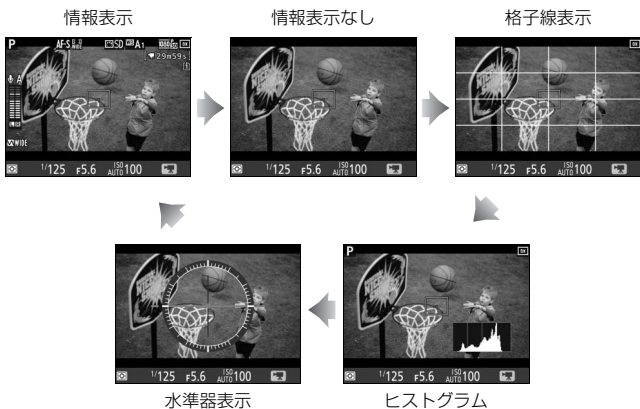 情報表示
情報表示なし
格子線表示
P AF-S WIDE SD A1 1080 60 DX
29m59s
A
L R
WIDE
1/125 F5.6 ISO AUTO 100
1/125 F5.6 ISO AUTO 100
1/125 F5.6 ISO AUTO 100
P DX
1/125 F5.6 ISO AUTO 100
1/125 F5.6 ISO AUTO 100
水準器表示
ヒストグラム